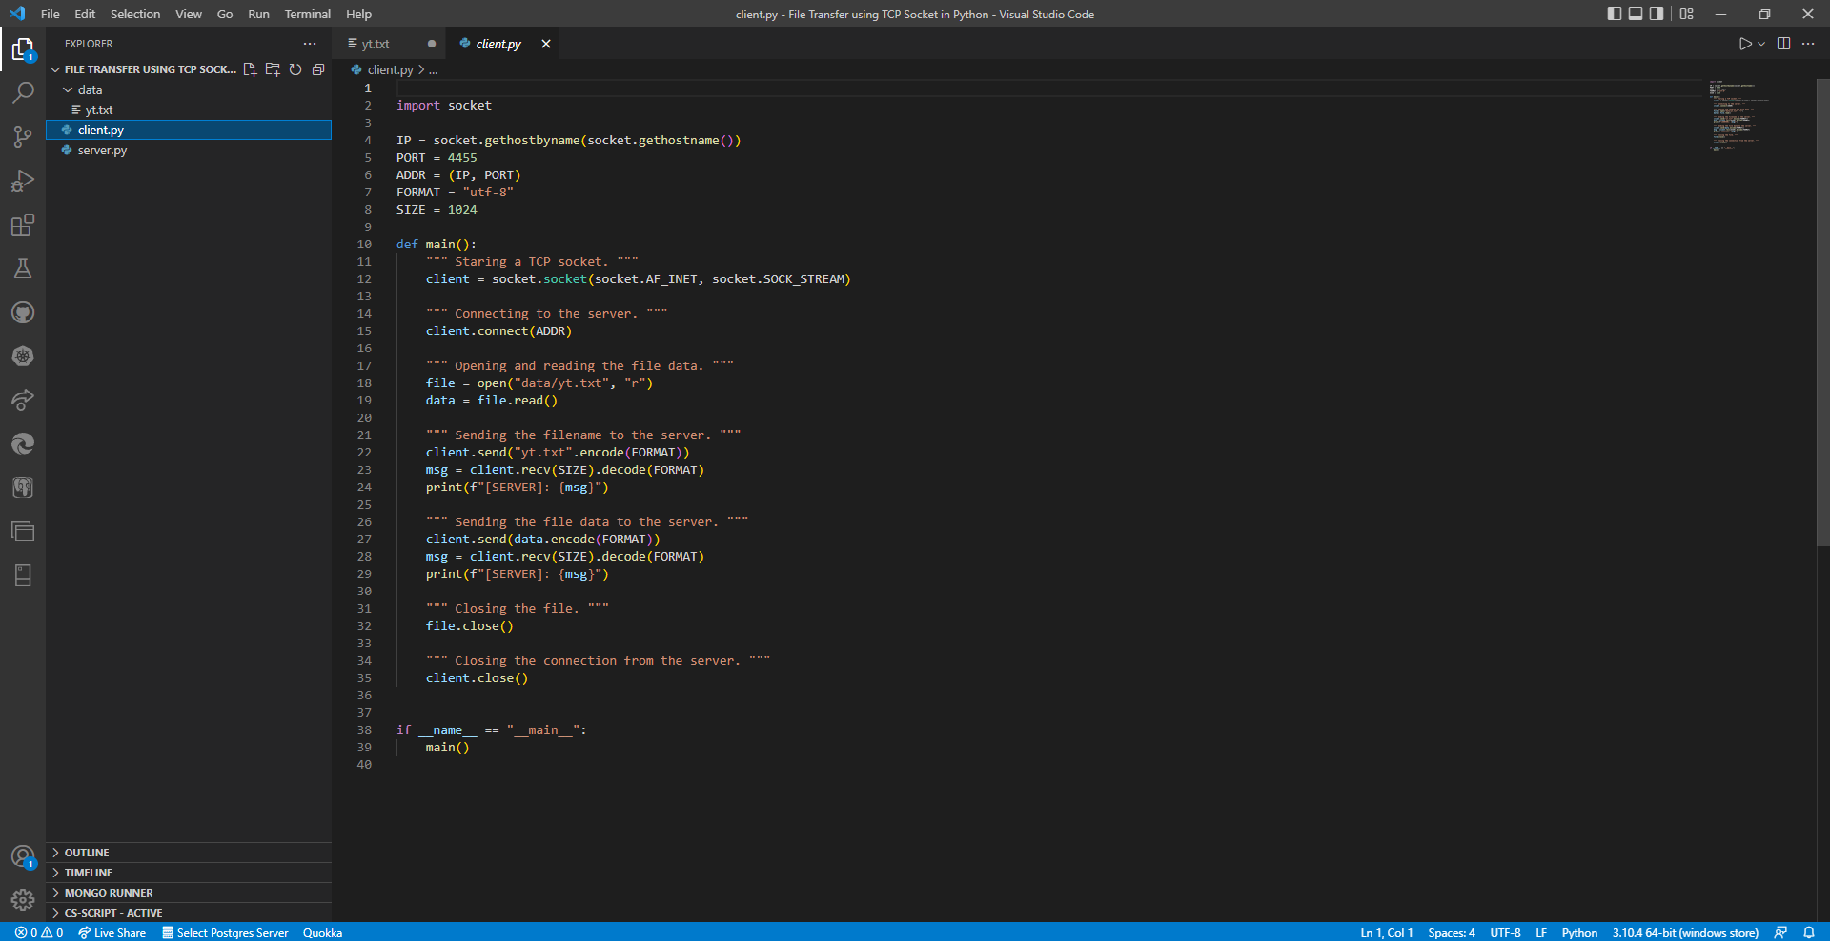 File Edit Selection View Go Run Terminal Help
client.py - File Transfer using TCP Socket in Python - Visual Studio Code
EXPLORER
FILE TRANSFER USING TCP SOCK...
data
yt.txt
client.py
server.py
OUTLINE
TIMELINE
MONGO RUNNER
CS-SCRIPT - ACTIVE
yt.txt
client.py
client.py > ...
1
2 import socket
3
4 IP = socket.gethostbyname(socket.gethostname())
5 PORT = 4455
6 ADDR = (IP, PORT)
7 FORMAT = "utf-8"
8 SIZE = 1024
9
10 def main():
11 """ Staring a TCP socket. """
12 client = socket.socket(socket.AF_INET, socket.SOCK_STREAM)
13
14 """ Connecting to the server. """
15 client.connect(ADDR)
16
17 """ Opening and reading the file data. """
18 file = open("data/yt.txt", "r")
19 data = file.read()
20
21 """ Sending the filename to the server. """
22 client.send("yt.txt".encode(FORMAT))
23 msg = client.recv(SIZE).decode(FORMAT)
24 print(f"[SERVER]: {msg}")
25
26 """ Sending the file data to the server. """
27 client.send(data.encode(FORMAT))
28 msg = client.recv(SIZE).decode(FORMAT)
29 print(f"[SERVER]: {msg}")
30
31 """ Closing the file. """
32 file.close()
33
34 """ Closing the connection from the server. """
35 client.close()
36
37
38 if __name__ == "__main__":
39 main()
40
1
1
0 0 Live Share Select Postgres Server Quokka
Ln 1, Col 1 Spaces: 4 UTF-8 LF Python 3.10.4 64-bit (windows store)